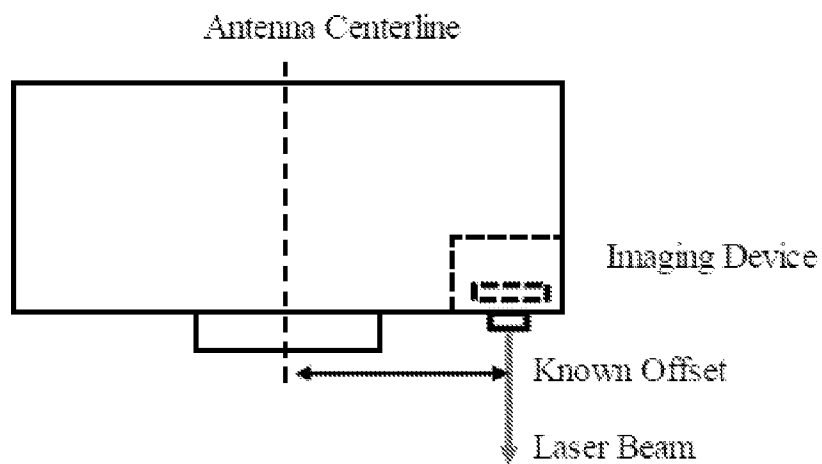 Antenna Centerline
Imaging Device
Known Offset
Laser Beam